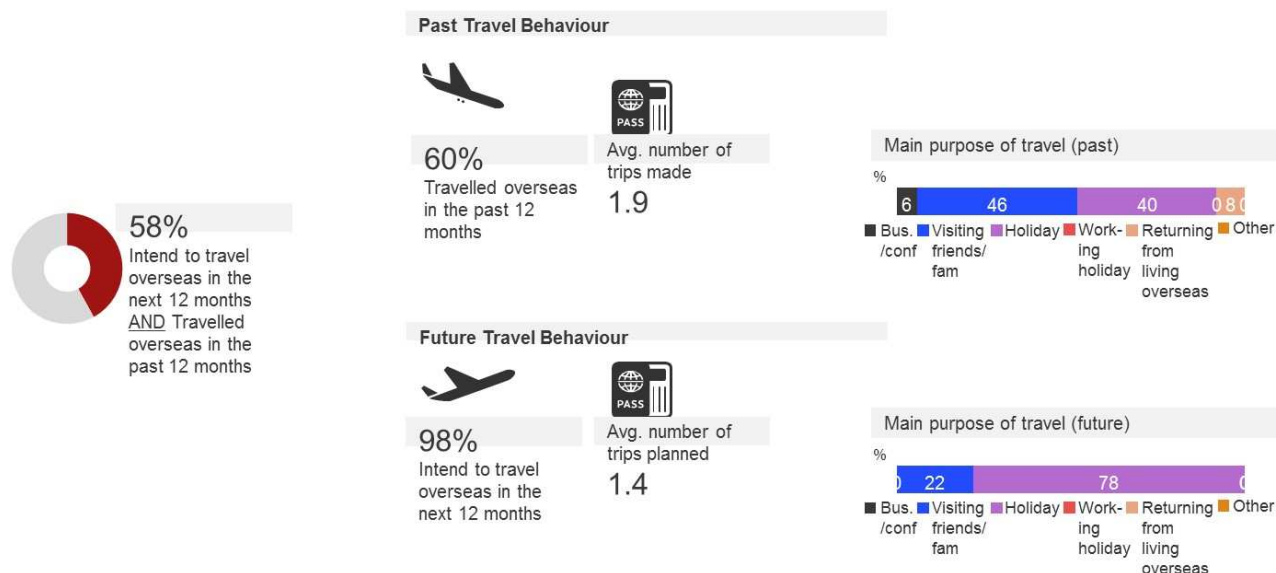 58%
Intend to travel
overseas in the
next 12 months
AND Travelled
overseas in the
past 12 months
Past Travel Behaviour
PASS
60%
Travelled overseas
in the past 12
months
Avg. number of
trips made
1.9
Main purpose of travel (past)
%
6 46 40 0 8 0
Bus.
/conf
Visiting
friends/
fam
Holiday
Work-
ing
holiday
Returning
from
living
overseas
Other
Future Travel Behaviour
PASS
98%
Intend to travel
overseas in the
next 12 months
Avg. number of
trips planned
1.4
Main purpose of travel (future)
%
0 22 78 0
Bus.
/conf
Visiting
friends/
fam
Holiday
Work-
ing
holiday
Returning
from
living
overseas
Other